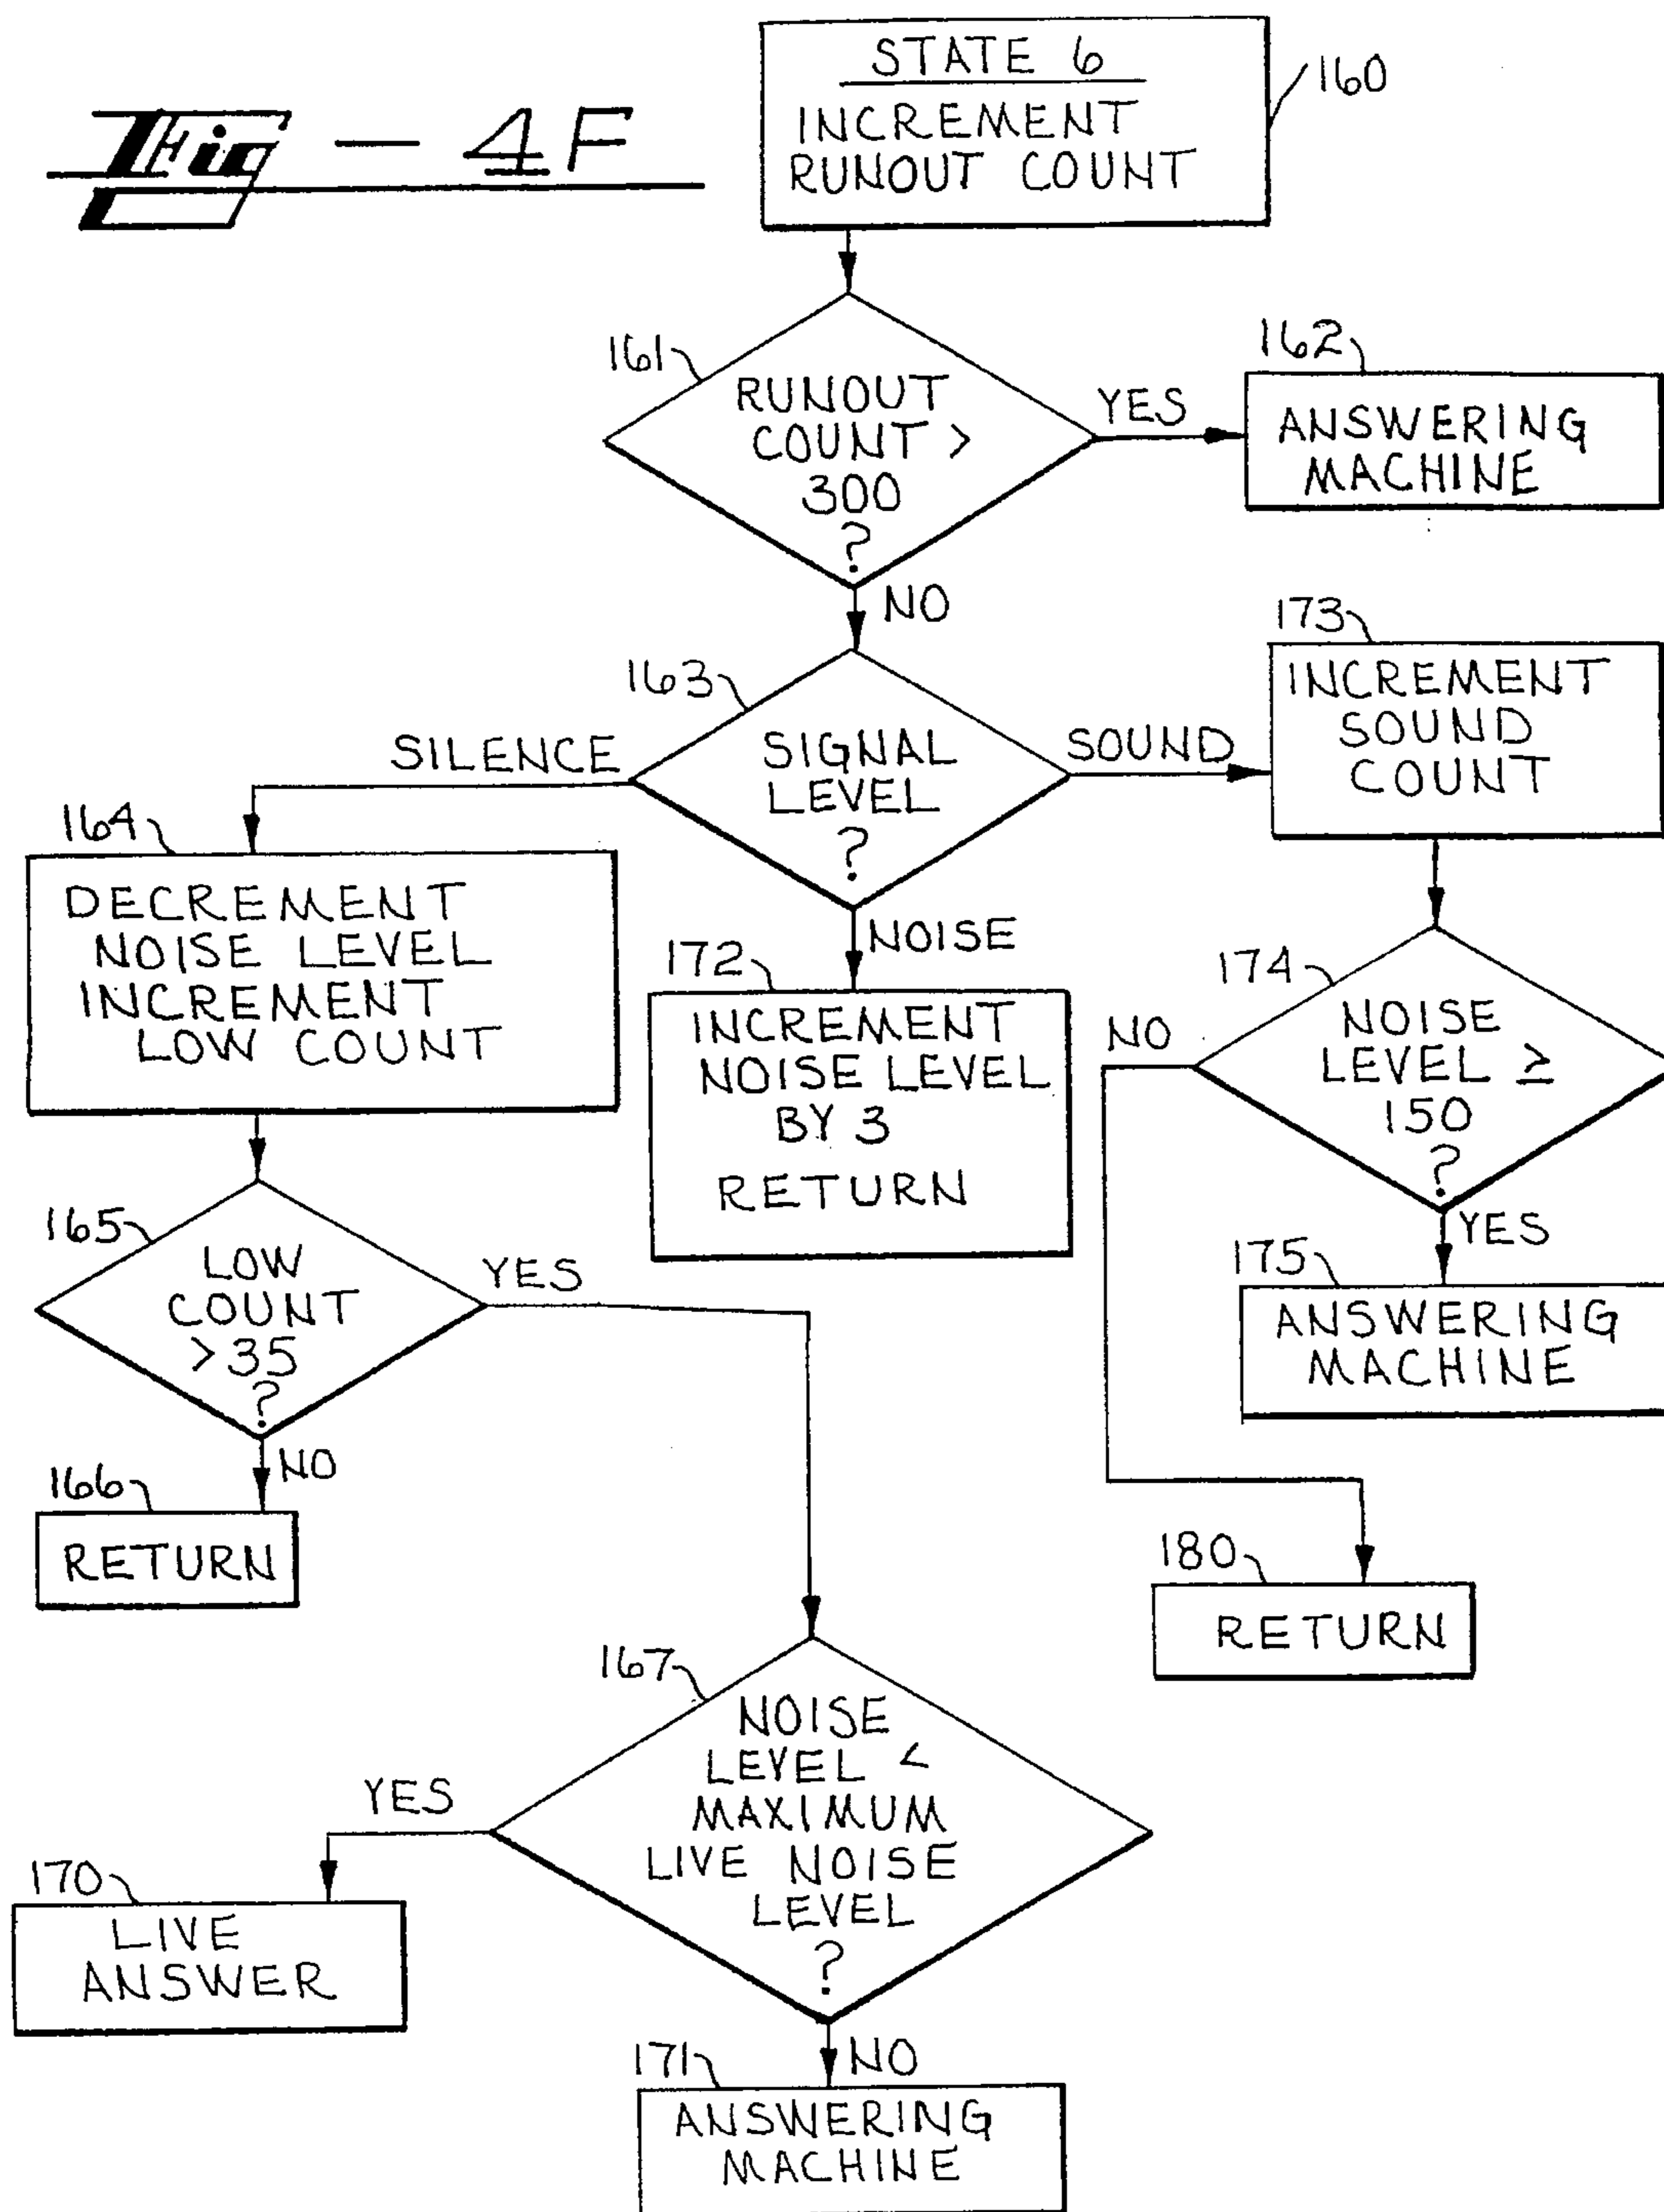 Fig - 4F
STATE 6
INCREMENT
RUNOUT COUNT
160
161
RUNOUT
COUNT >
300
?
YES
162
ANSWERING
MACHINE
NO
163
SIGNAL
LEVEL
?
SILENCE
SOUND
NOISE
173
INCREMENT
SOUND
COUNT
164
DECREMENT
NOISE LEVEL
INCREMENT
LOW COUNT
172
INCREMENT
NOISE LEVEL
BY 3
RETURN
174
NOISE
LEVEL ≥
150
?
NO
YES
175
ANSWERING
MACHINE
165
LOW
COUNT
>35
?
YES
NO
166
RETURN
180
RETURN
167
NOISE
LEVEL <
MAXIMUM
LIVE NOISE
LEVEL
?
YES
170
LIVE
ANSWER
NO
171
ANSWERING
MACHINE